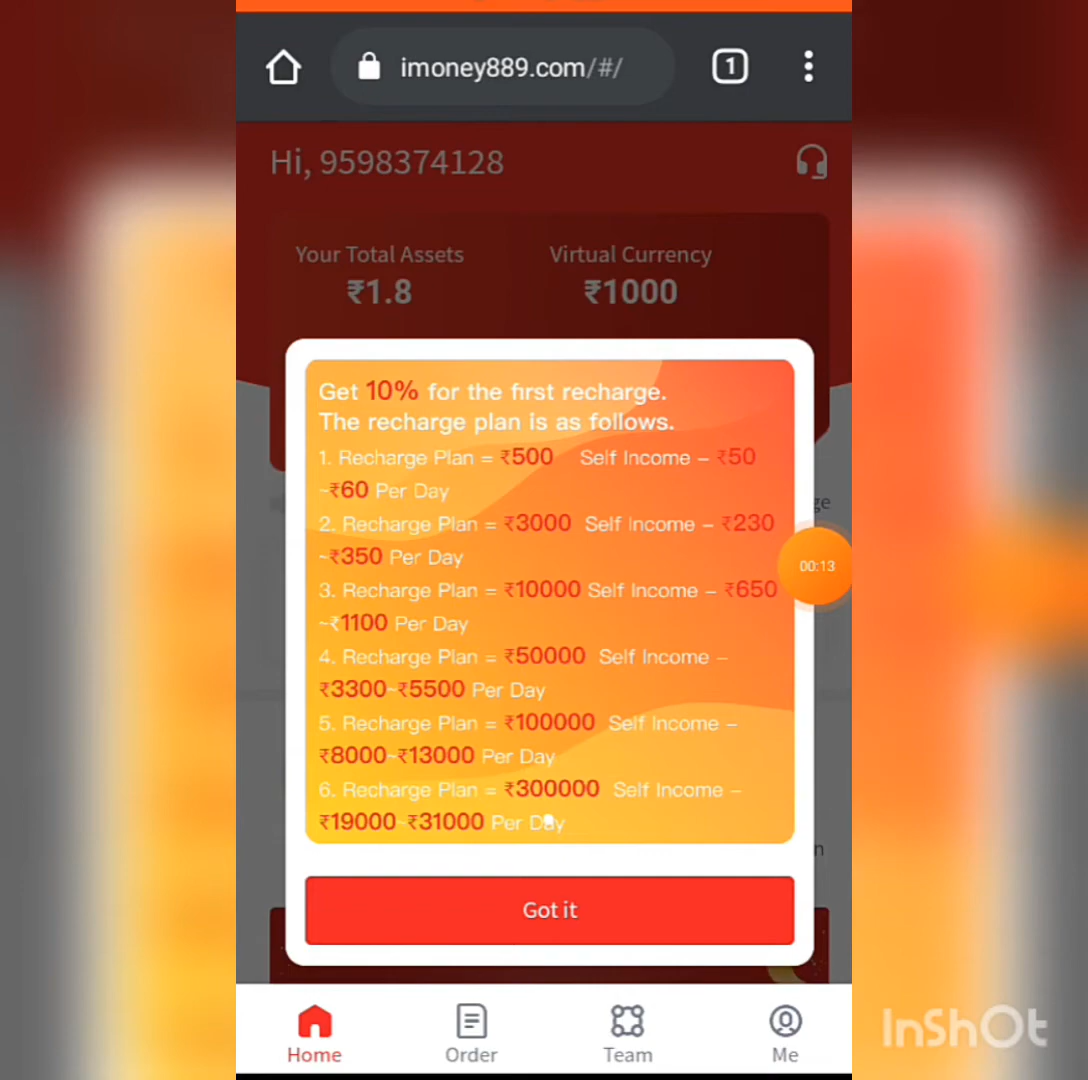 imoney889.com/#/
1
Hi, 9598374128
Your Total Assets Virtual Currency
₹1.8 ₹1000
Get 10% for the first recharge.
The recharge plan is as follows.
1. Recharge Plan = ₹500 Self Income – ₹50
~₹60 Per Day
2. Recharge Plan = ₹3000 Self Income – ₹230
~₹350 Per Day
3. Recharge Plan = ₹10000 Self Income – ₹650
~₹1100 Per Day
4. Recharge Plan = ₹50000 Self Income –
₹3300~₹5500 Per Day
5. Recharge Plan = ₹100000 Self Income –
₹8000~₹13000 Per Day
6. Recharge Plan = ₹300000 Self Income –
₹19000~₹31000 Per Day
00:13
Got it
Home Order Team Me
InShOt